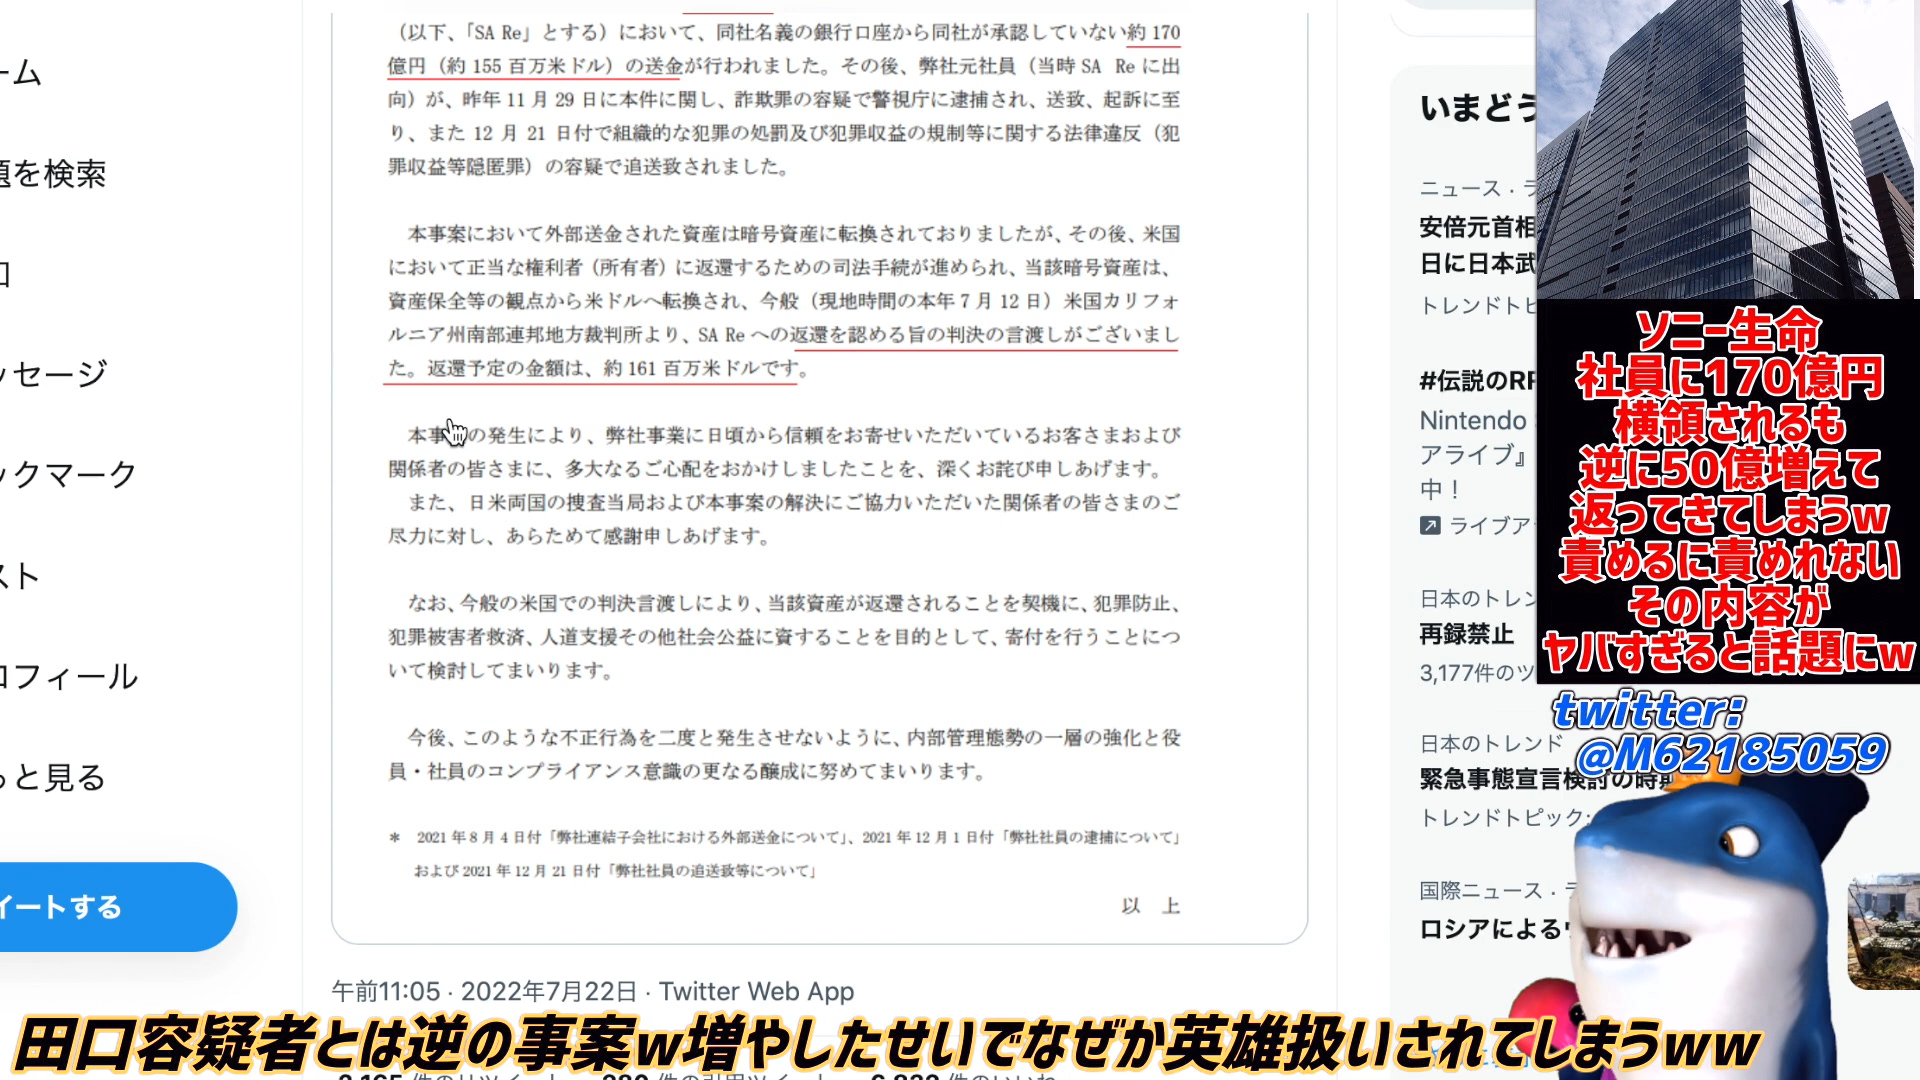 ーム
題を検索
ッセージ
ックマーク
スト
ロフィール
っと見る
イートする
（以下、「SA Re」とする）において、同社名義の銀行口座から同社が承認していない約 170
億円（約 155 百万米ドル）の送金が行われました。その後、弊社元社員（当時 SA Re に出
向）が、昨年 11 月 29 日に本件に関し、詐欺罪の容疑で警視庁に逮捕され、送致、起訴に至
り、また 12 月 21 日付で組織的な犯罪の処罰及び犯罪収益の規制等に関する法律違反（犯
罪収益等隠匿罪）の容疑で追送致されました。
本事案において外部送金された資産は暗号資産に転換されておりましたが、その後、米国
において正当な権利者（所有者）に返還するための司法手続が進められ、当該暗号資産は、
資産保全等の観点から米ドルへ転換され、今般（現地時間の本年 7 月 12 日）米国カリフォ
ルニア州南部連邦地方裁判所より、SA Re への返還を認める旨の判決の言渡しがございまし
た。返還予定の金額は、約 161 百万米ドルです。
本事 の発生により、弊社事業に日頃から信頼をお寄せいただいているお客さまおよび
関係者の皆さまに、多大なるご心配をおかけしましたことを、深くお詫び申しあげます。
また、日米両国の捜査当局および本事案の解決にご協力いただいた関係者の皆さまのご
尽力に対し、あらためて感謝申しあげます。
なお、今般の米国での判決言渡しにより、当該資産が返還されることを契機に、犯罪防止、
犯罪被害者救済、人道支援その他社会公益に資することを目的として、寄付を行うことにつ
いて検討してまいります。
今後、このような不正行為を二度と発生させないように、内部管理態勢の一層の強化と役
員・社員のコンプライアンス意識の更なる醸成に努めてまいります。
＊ 2021 年 8 月 4 日付「弊社連結子会社における外部送金について」、2021 年 12 月 1 日付「弊社社員の逮捕について」
および 2021 年 12 月 21 日付「弊社社員の追送致等について」
以 上
午前11:05 · 2022年7月22日 · Twitter Web App
いまどう
ニュース · ラ
安倍元首相
日に日本武
トレンドトピ
#伝説のRP
Nintendo
アライブ』
中！
ライブア
日本のトレン
再録禁止
3,177件のツ
日本のトレンド
緊急事態宣言検討の時期
トレンドトピック:
国際ニュース · ラ
ロシアによるウ
ソニー生命
社員に170億円
横領されるも
逆に50億増えて
返ってきてしまうw
責めるに責めれない
その内容が
ヤバすぎると話題にw
twitter:
@M62185059
田口容疑者とは逆の事案w増やしたせいでなぜか英雄扱いされてしまうww